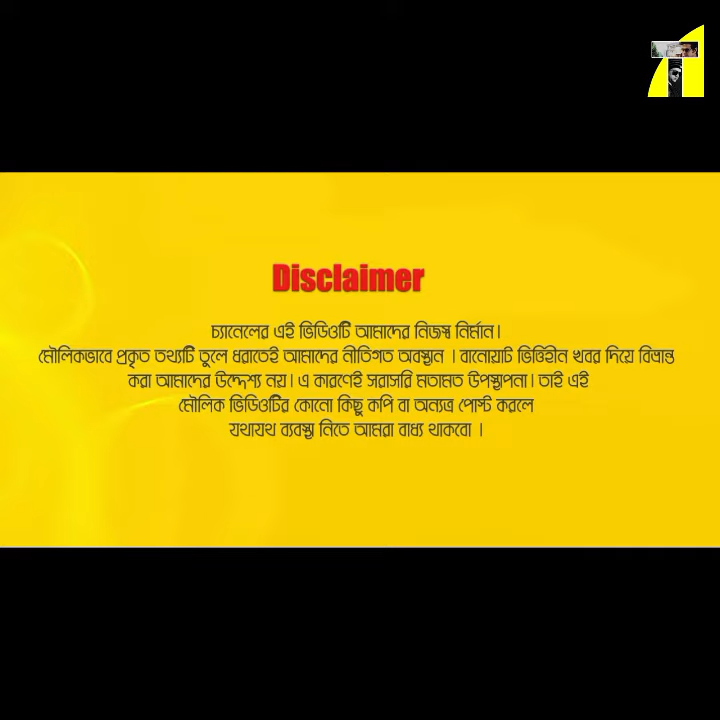 Disclaimer
চ্যানেলের এই ভিডিওটি আমাদের নিজস্ব নির্মান।
মৌলিকভাবে প্রকৃত তথ্যটি তুলে ধরাতেই আমাদের নীতিগত অবস্থান । বানোয়াট ভিত্তিহীন খবর দিয়ে বিভ্রান্ত
করা আমাদের উদ্দেশ্য নয়। এ কারণেই সরাসরি মতামত উপস্থাপনা। তাই এই
মৌলিক ভিডিওটির কোনো কিছু কপি বা অন্যত্র পোস্ট করলে
যথাযথ ব্যবস্থা নিতে আমরা বাধ্য থাকবো ।